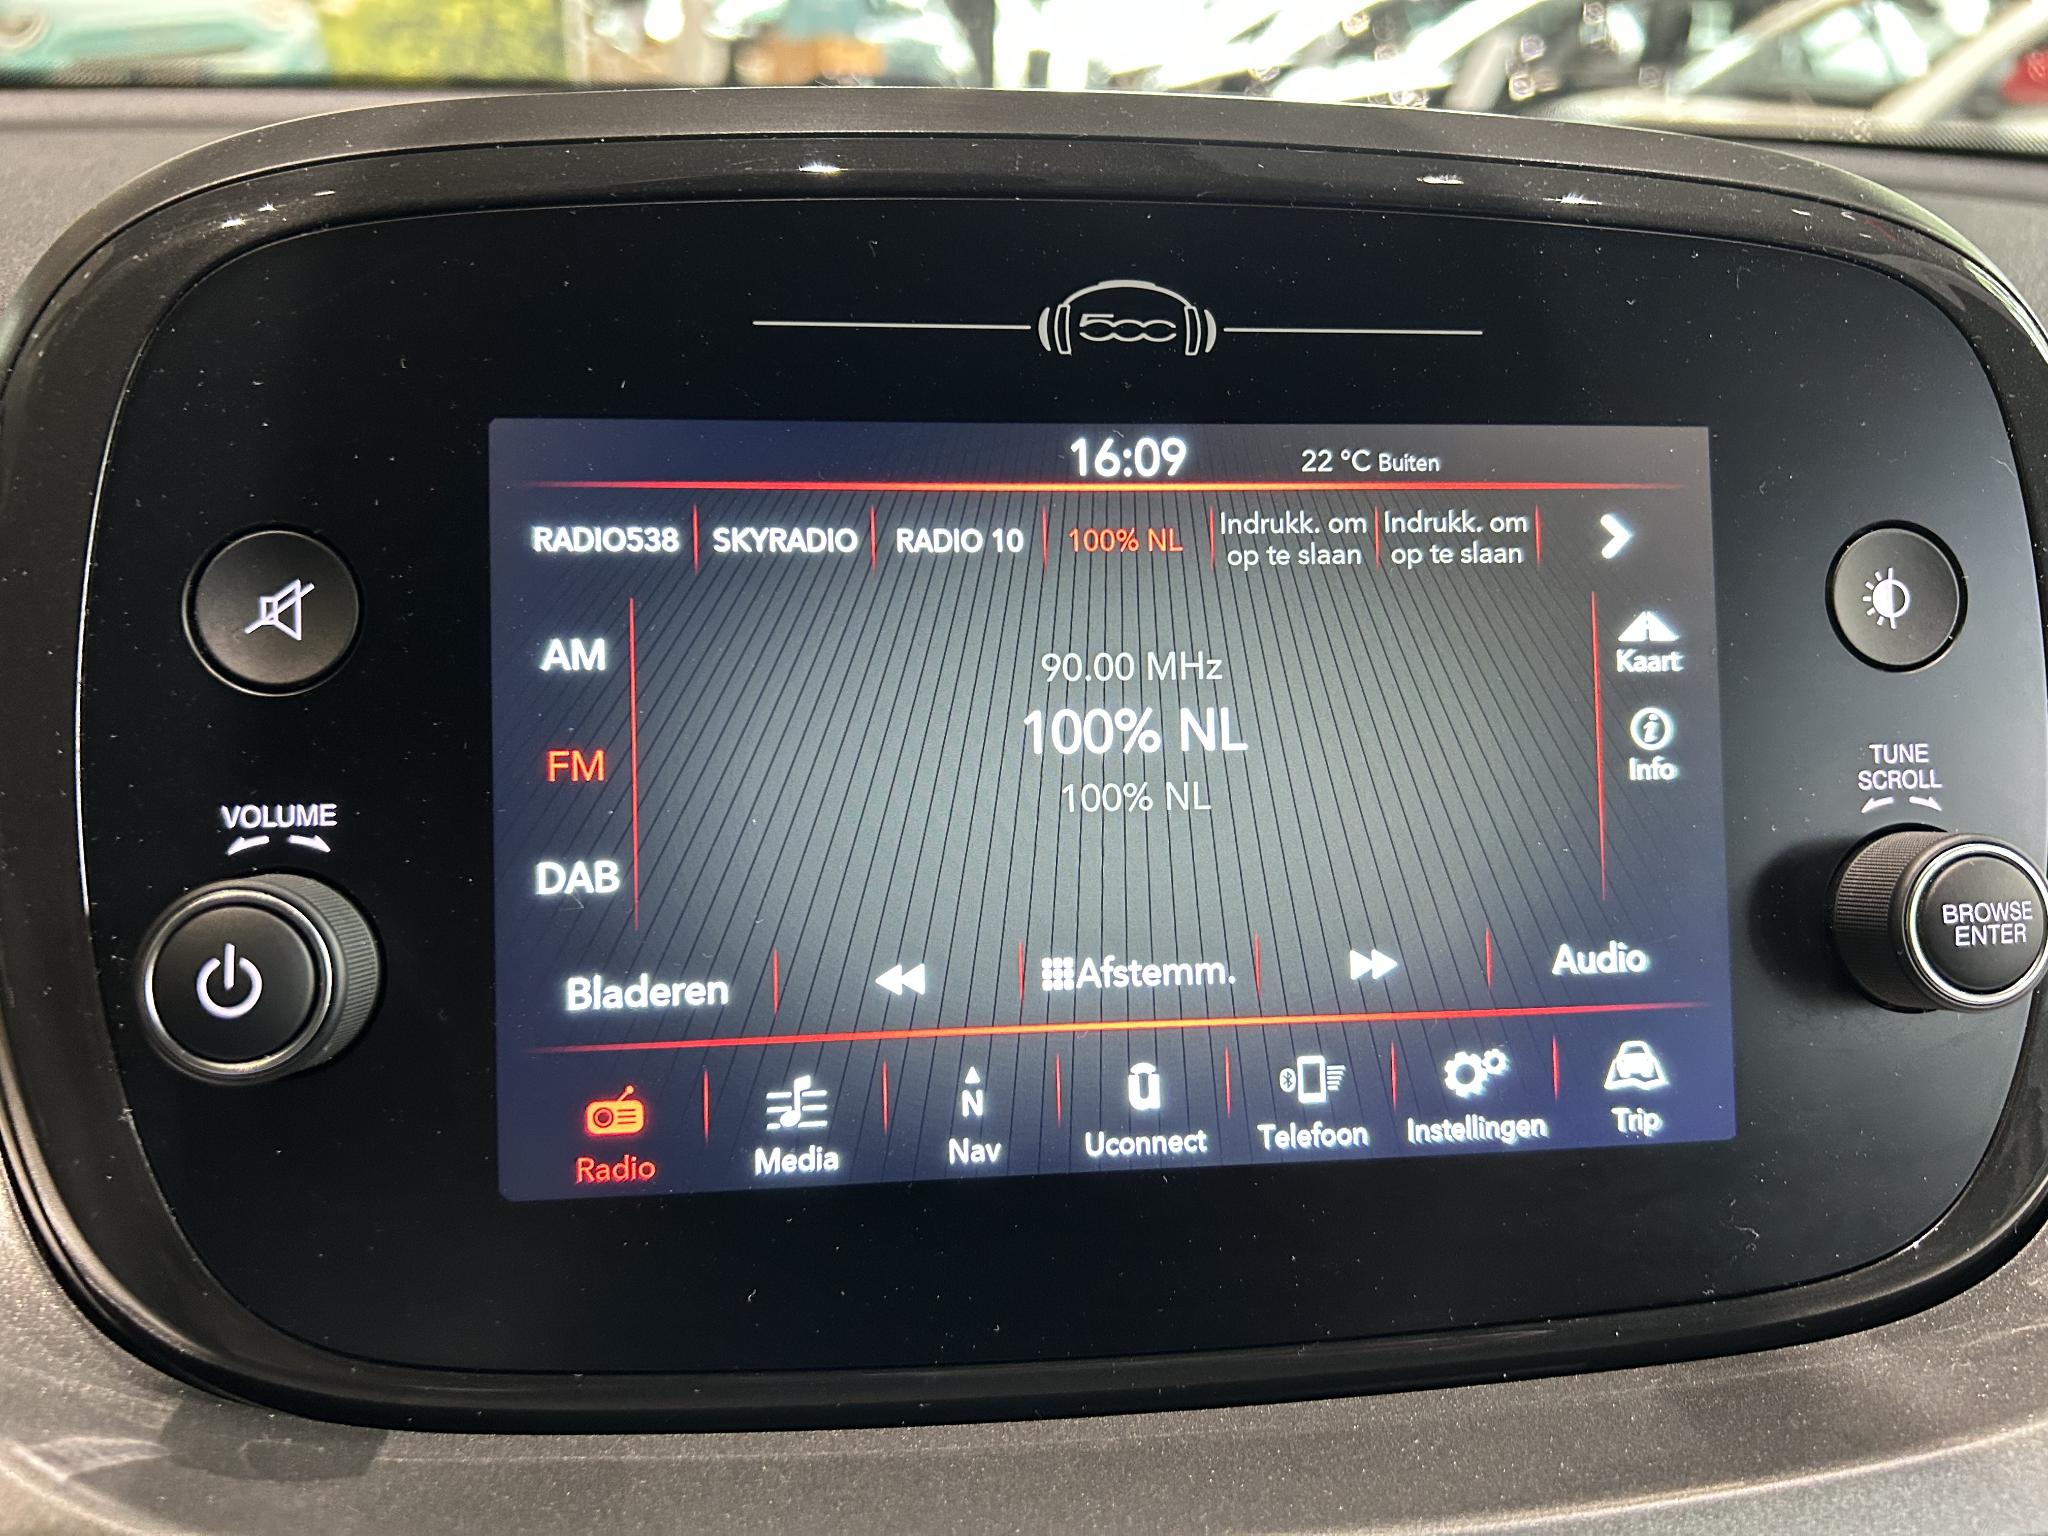 500
16:09 22 °C Buiten
RADIO538 SKYRADIO RADIO 10 100% NL Indrukk. om op te slaan Indrukk. om op te slaan
AM
FM
DAB
90.00 MHz
100% NL
100% NL
Kaart
Info
VOLUME
TUNE
SCROLL
BROWSE
ENTER
Bladeren Afstemm. Audio
N
Radio Media Nav Uconnect Telefoon Instellingen Trip